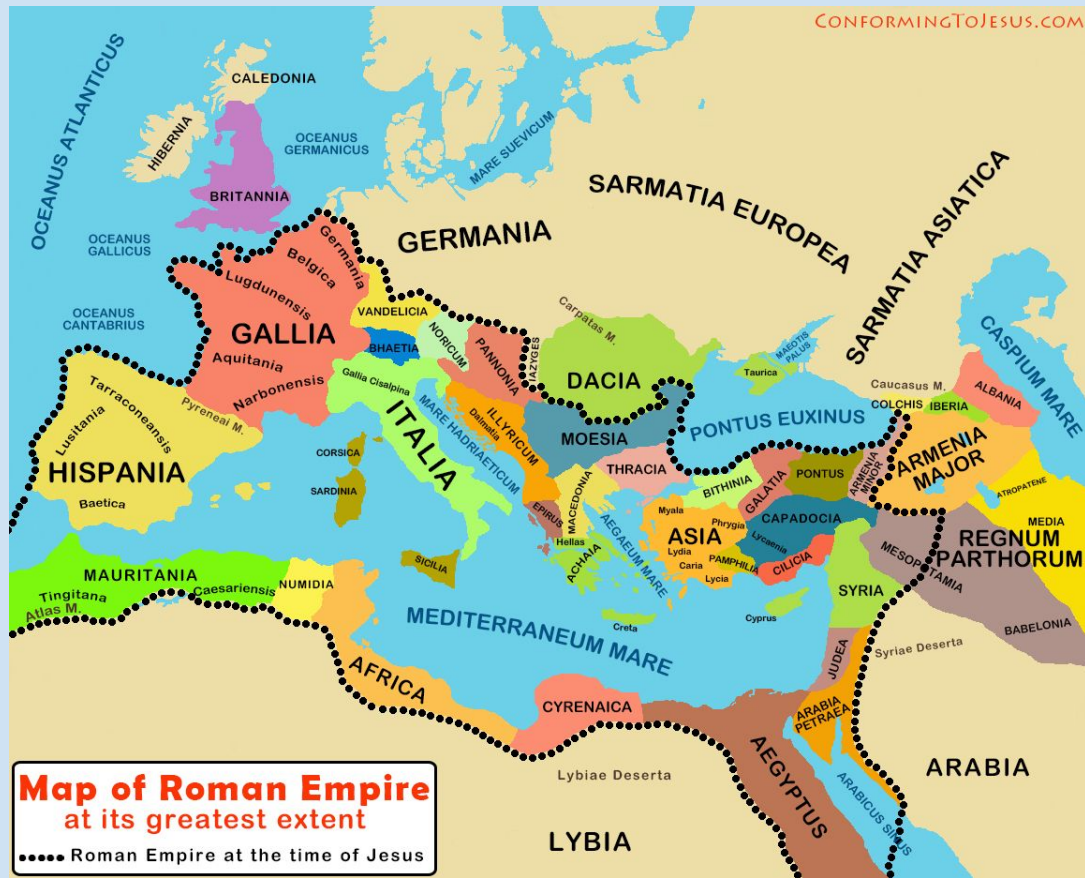 CONFORMINGTOJESUS.COM
OCEANUS ATLANTICUS
CALEDONIA
HIBERNIA
OCEANUS
GERMANICUS
MARE SUEVICUM
BRITANNIA
SARMATIA EUROPEA
SARMATIA ASIATICA
OCEANUS
GALLICUS
GERMANIA
Germania
Belgica
Lugdunensis
OCEANUS
CANTABRIUS
GALLIA
VANDELICIA
BHAETIA
NORICUM
PANNONIA
IAZTGES
Carpatas M.
MAEOTIS
PALUS
Taurica
CASPIUM MARE
Aquitania
Narbonensis
Gallia Cisalpina
DACIA
Caucasus M.
COLCHIS
IBERIA
ALBANIA
Tarraconeansis
Lusitania
Pyreneal M.
HISPANIA
Baetica
ITALIA
MARE HADRIAETICUM
ILLYRICUM
Dalmatia
MOESIA
PONTUS EUXINUS
ARMENIA
MAJOR
CORSICA
SARDINIA
THRACIA
BITHINIA
GALATIA
PONTUS
ARMENIA
MINOR
ATROPATENE
MACEDONIA
EPIRUS
Myala
ASIA
Phrygia
CAPADOCIA
Lycaenia
MEDIA
REGNUM
PARTHORUM
MESOPOTAMIA
AEGAEUM MARE
Hellas
ACHAIA
Lydia
Caria
Lycia
PAMPHILIA
CILICIA
SICILIA
MAURITANIA
Tingitana
Caesariensis
Atlas M.
NUMIDIA
SYRIA
BABELONIA
MEDITERRANEUM MARE
Creta
Cyprus
AFRICA
JUDEA
Syriae Deserta
CYRENAICA
ARABIA
PETRAEA
AEGYPTUS
ARABICUS SINUS
ARABIA
Lybiae Deserta
LYBIA
Map of Roman Empire
at its greatest extent
Roman Empire at the time of Jesus